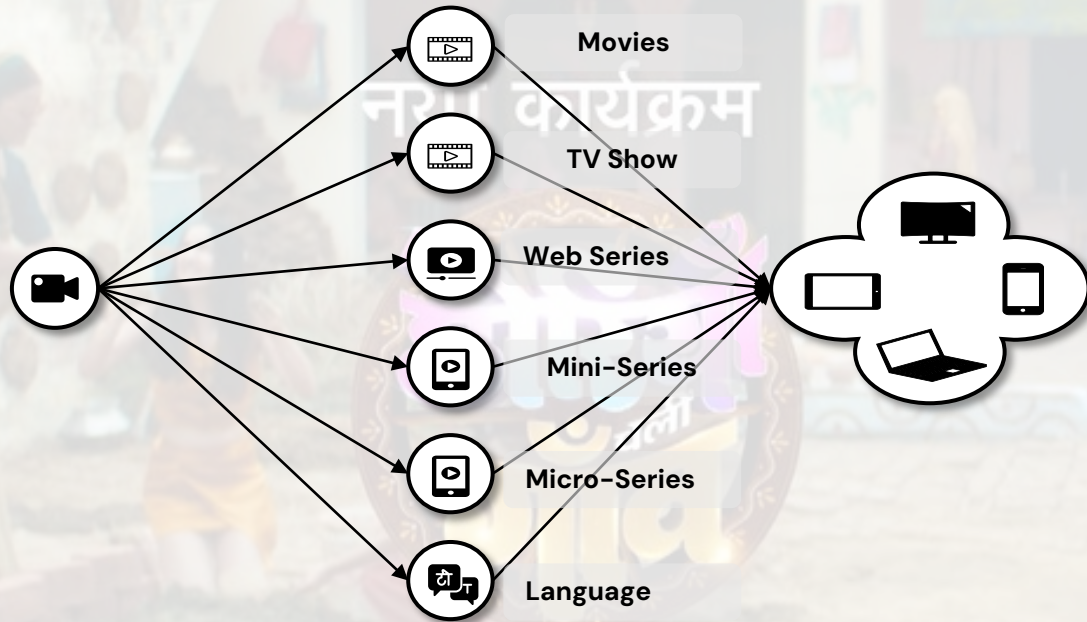 Movies
नया कार्यक्रम
TV Show
Web Series
Mini-Series
Micro-Series
गाँव
टी
T
Language